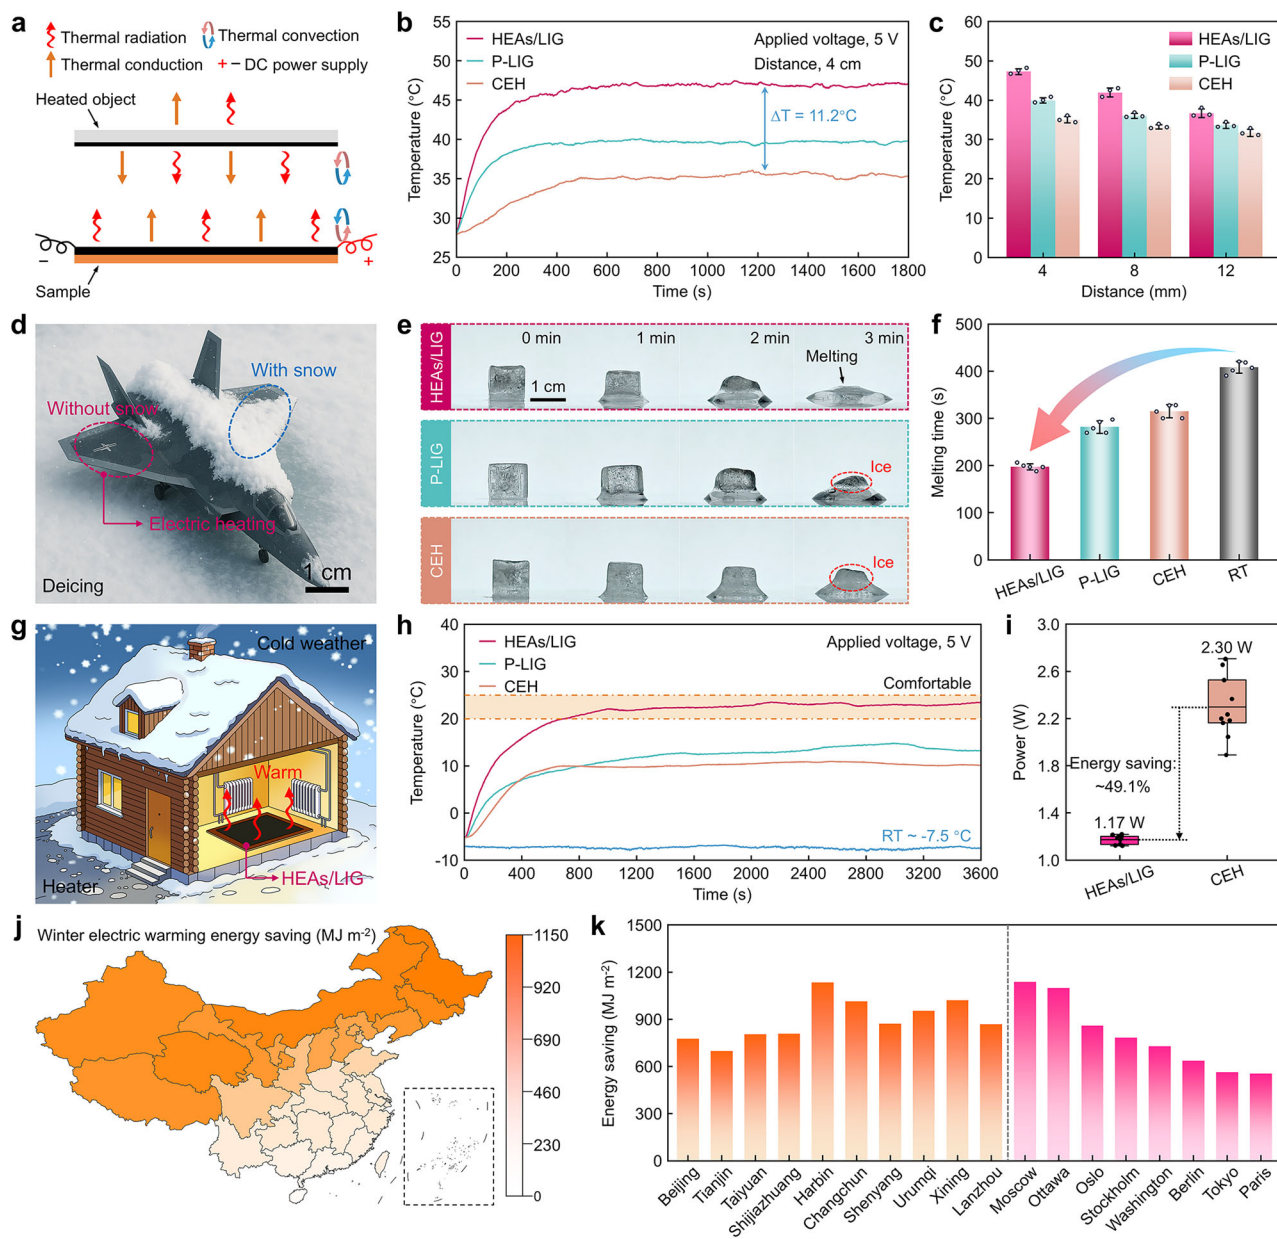 a
Thermal radiation
Thermal convection
Thermal conduction
+ − DC power supply
Heated object
−
+
Sample
b
55
50
45
40
35
30
25
Temperature (°C)
HEAs/LIG
P-LIG
CEH
Applied voltage, 5 V
Distance, 4 cm
ΔT = 11.2°C
0 200 400 600 800 1000 1200 1400 1600 1800
Time (s)
c
60
50
40
30
20
10
0
Temperature (°C)
HEAs/LIG
P-LIG
CEH
4 8 12
Distance (mm)
d
With snow
Without snow
Electric heating
Deicing
1 cm
e
HEAs/LIG
0 min 1 min 2 min 3 min
Melting
1 cm
P-LIG
Ice
CEH
Ice
f
500
400
300
200
100
0
Melting time (s)
HEAs/LIG P-LIG CEH RT
g
Cold weather
Warm
HEAs/LIG
Heater
h
40
30
20
10
0
-10
Temperature (°C)
HEAs/LIG
P-LIG
CEH
Applied voltage, 5 V
Comfortable
RT ~ -7.5 °C
0 400 800 1200 1600 2000 2400 2800 3200 3600
Time (s)
i
3.0
2.6
2.2
1.8
1.4
1.0
Power (W)
2.30 W
Energy saving:
~49.1%
1.17 W
HEAs/LIG CEH
j
Winter electric warming energy saving (MJ m⁻²)
1150
920
690
460
230
0
k
1500
1200
900
600
300
0
Energy saving (MJ m⁻²)
Beijing
Tianjin
Taiyuan
Shijiazhuang
Harbin
Changchun
Shenyang
Urumqi
Xining
Lanzhou
Moscow
Ottawa
Oslo
Stockholm
Washington
Berlin
Tokyo
Paris